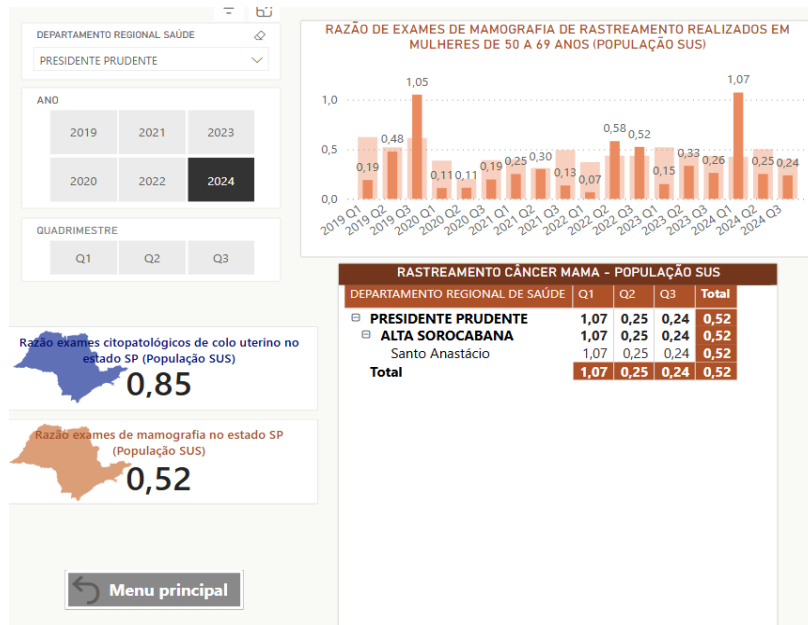 DEPARTAMENTO REGIONAL SAÚDE
PRESIDENTE PRUDENTE
ANO
2019 2021 2023
2020 2022 2024
QUADRIMESTRE
Q1 Q2 Q3
Razão exames citopatológicos de colo uterino no
estado SP (População SUS)
0,85
Razão exames de mamografia no estado SP
(População SUS)
0,52
Menu principal
RAZÃO DE EXAMES DE MAMOGRAFIA DE RASTREAMENTO REALIZADOS EM
MULHERES DE 50 A 69 ANOS (POPULAÇÃO SUS)
1,0
0,5
0,0
0,19 0,48 1,05 0,11 0,11 0,19 0,25 0,30 0,13 0,07 0,58 0,52 0,15 0,33 0,26 1,07 0,25 0,24
2019 Q1 2019 Q2 2019 Q3 2020 Q1 2020 Q2 2020 Q3 2021 Q1 2021 Q2 2021 Q3 2022 Q1 2022 Q2 2022 Q3 2023 Q1 2023 Q2 2023 Q3 2024 Q1 2024 Q2 2024 Q3
RASTREAMENTO CÂNCER MAMA - POPULAÇÃO SUS
DEPARTAMENTO REGIONAL DE SAÚDE Q1 Q2 Q3 Total
PRESIDENTE PRUDENTE 1,07 0,25 0,24 0,52
ALTA SOROCABANA 1,07 0,25 0,24 0,52
Santo Anastácio 1,07 0,25 0,24 0,52
Total 1,07 0,25 0,24 0,52